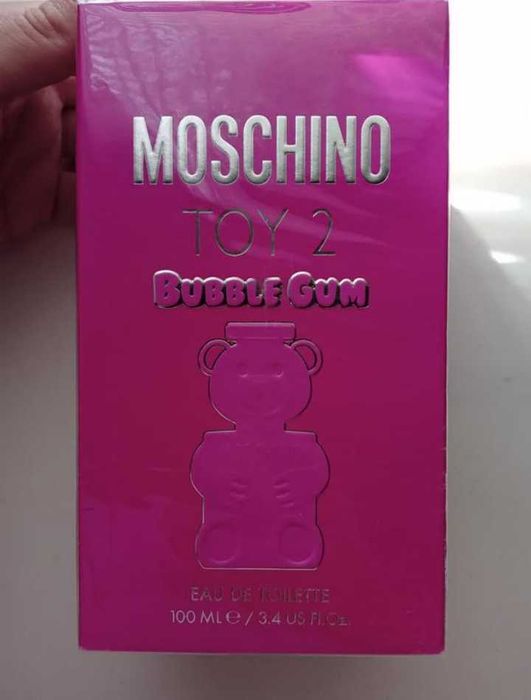 MOSCHINO
TOY 2
BUBBLE GUM
EAU DE TOILETTE
100 ML ℮ / 3.4 US Fl.Oz.